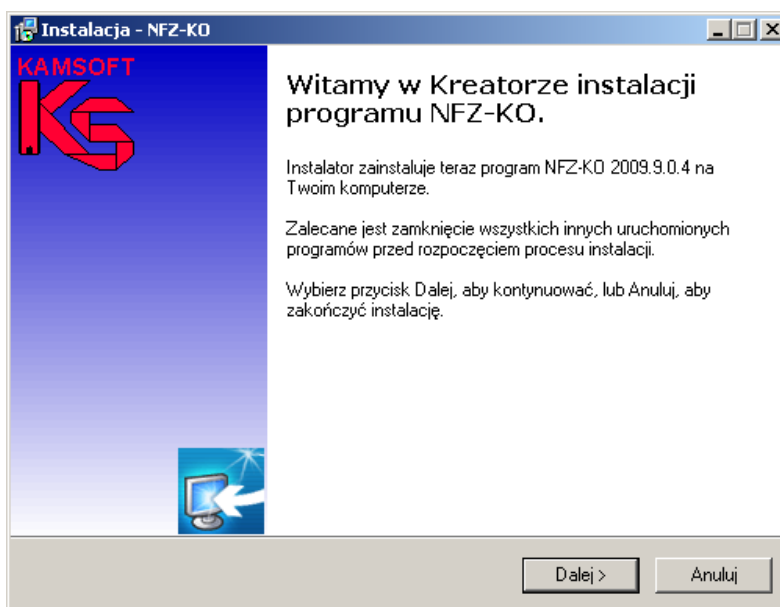 Instalacja - NFZ-KO
KAMSOFT
KS
Witamy w Kreatorze instalacji
programu NFZ-KO.
Instalator zainstaluje teraz program NFZ-KO 2009.9.0.4 na
Twoim komputerze.
Zalecane jest zamknięcie wszystkich innych uruchomionych
programów przed rozpoczęciem procesu instalacji.
Wybierz przycisk Dalej, aby kontynuować, lub Anuluj, aby
zakończyć instalację.
Dalej >
Anuluj